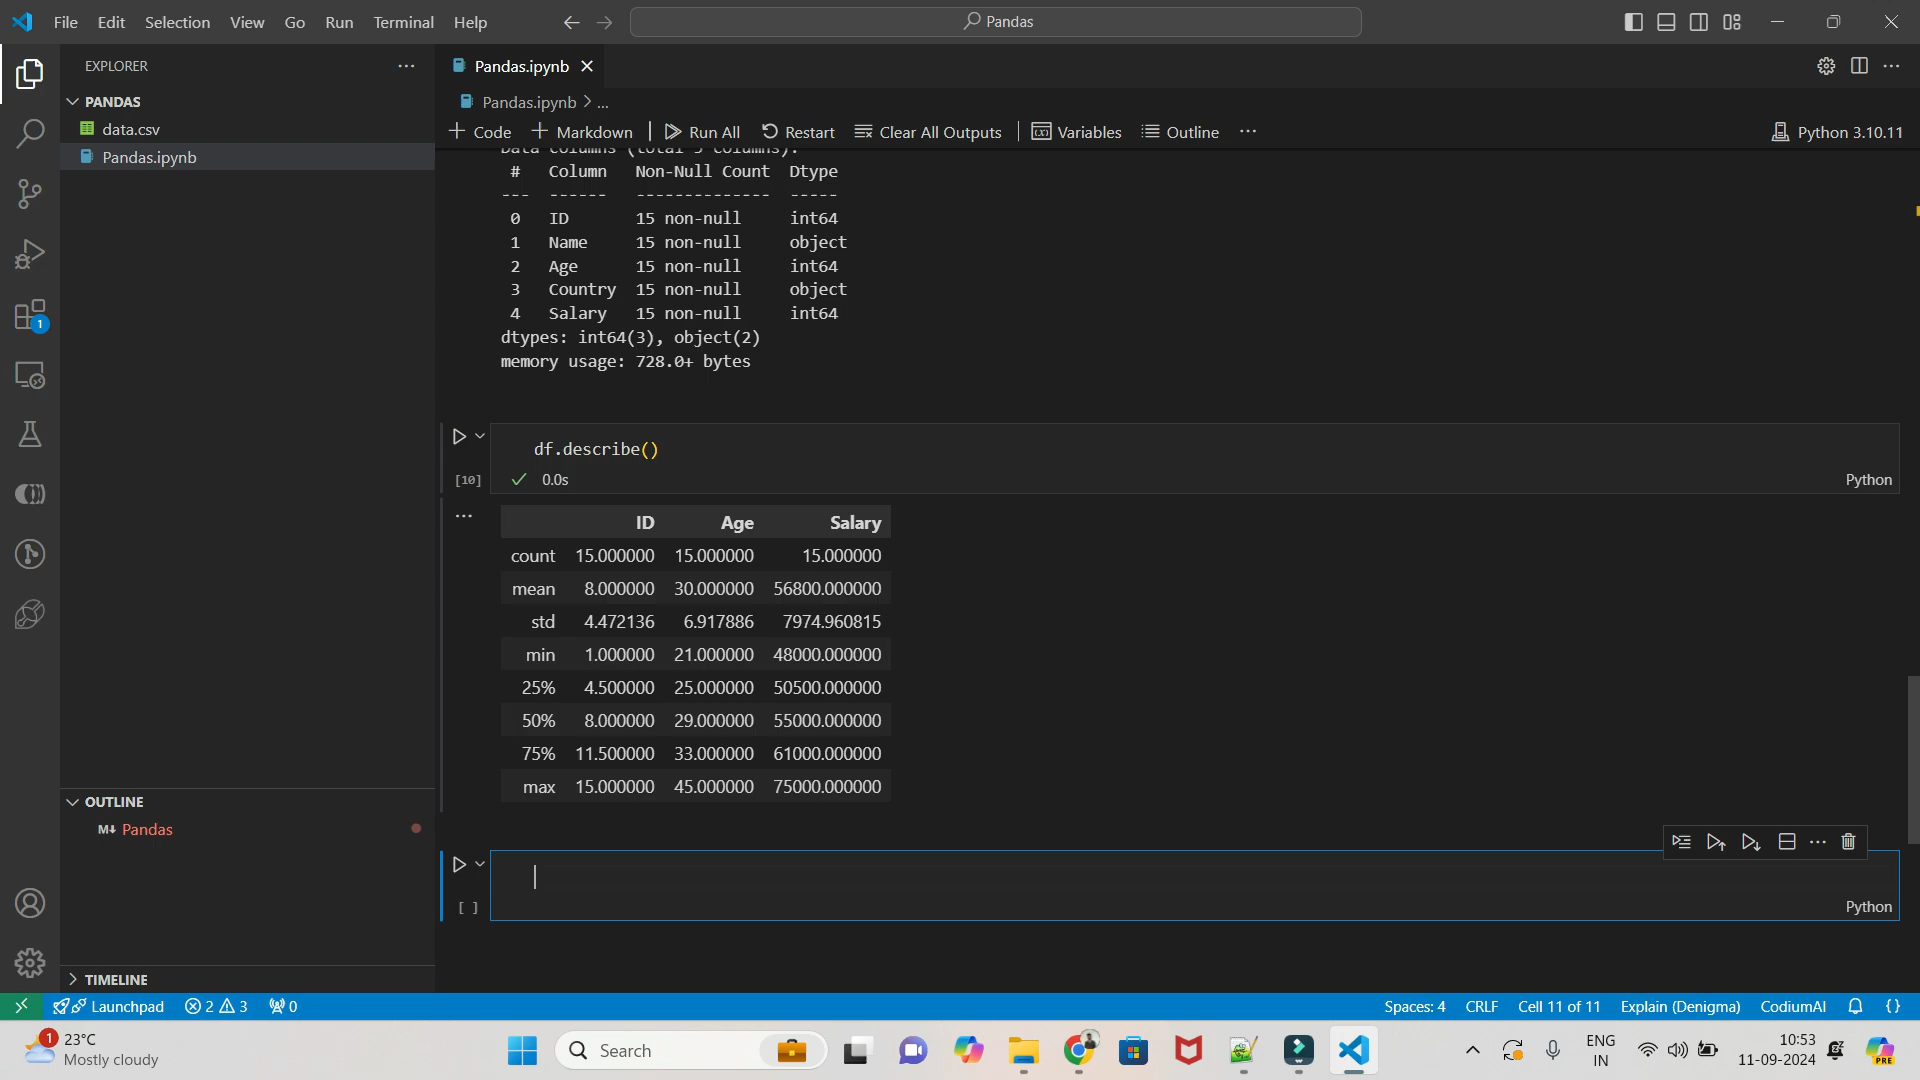 File Edit Selection View Go Run Terminal Help
Pandas
EXPLORER
PANDAS
data.csv
Pandas.ipynb
Pandas.ipynb
Pandas.ipynb > ...
+ Code + Markdown Run All Restart Clear All Outputs Variables Outline ...
Python 3.10.11
Data columns (total 5 columns):
# Column Non-Null Count Dtype
--- ------ -------------- -----
0 ID 15 non-null int64
1 Name 15 non-null object
2 Age 15 non-null int64
3 Country 15 non-null object
4 Salary 15 non-null int64
dtypes: int64(3), object(2)
memory usage: 728.0+ bytes
df.describe()
[10] 0.0s
Python
ID Age Salary
count 15.000000 15.000000 15.000000
mean 8.000000 30.000000 56800.000000
std 4.472136 6.917886 7974.960815
min 1.000000 21.000000 48000.000000
25% 4.500000 25.000000 50500.000000
50% 8.000000 29.000000 55000.000000
75% 11.500000 33.000000 61000.000000
max 15.000000 45.000000 75000.000000
[ ]
Python
OUTLINE
M↓ Pandas
TIMELINE
1
Launchpad 2 3 0
Spaces: 4 CRLF Cell 11 of 11 Explain (Denigma) CodiumAI {}
1
23°C
Mostly cloudy
Search
ENG
IN
10:53
11-09-2024
PRE